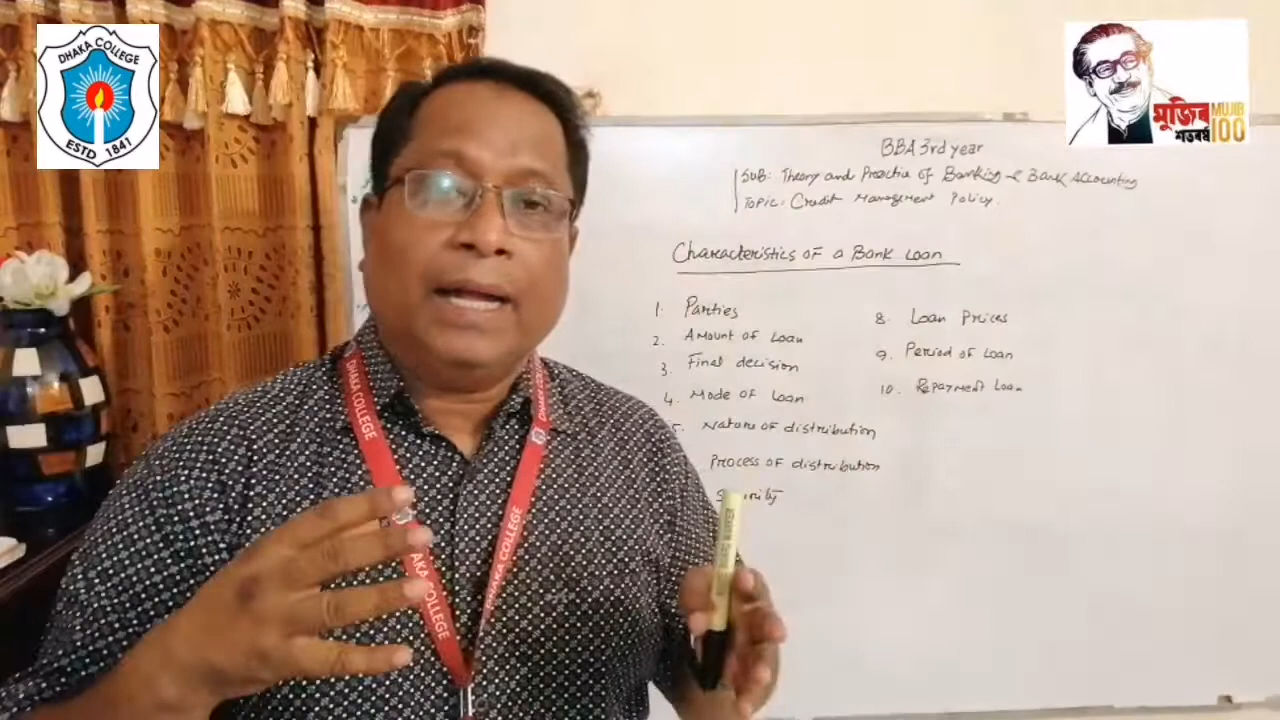 DHAKA COLLEGE
ESTD 1841
মুজিব
শতবর্ষ
MUJIB
100
BBA 3rd year
SUB: Theory and Practice of Banking & Bank Accounting
Topic: Credit Management Policy.
Characteristics of a Bank Loan
1. Parties
2. Amount of Loan
3. Final decision
4. Mode of Loan
5. Nature of distribution
Process of distribution
8. Loan Prices
9. Period of Loan
10. Repayment Loan
DHAKA COLLEGE
DHAKA COLLEGE
DHAKA COLLEGE